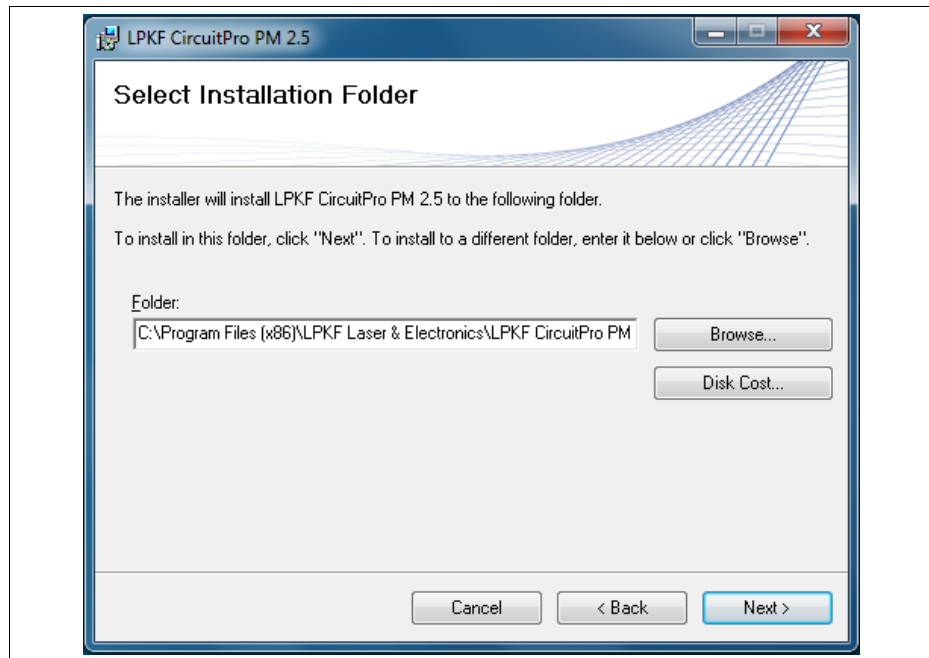 LPKF CircuitPro PM 2.5
Select Installation Folder
The installer will install LPKF CircuitPro PM 2.5 to the following folder.
To install in this folder, click "Next". To install to a different folder, enter it below or click "Browse".
Folder:
C:\Program Files (x86)\LPKF Laser & Electronics\LPKF CircuitPro PM
Browse...
Disk Cost...
Cancel
< Back
Next >